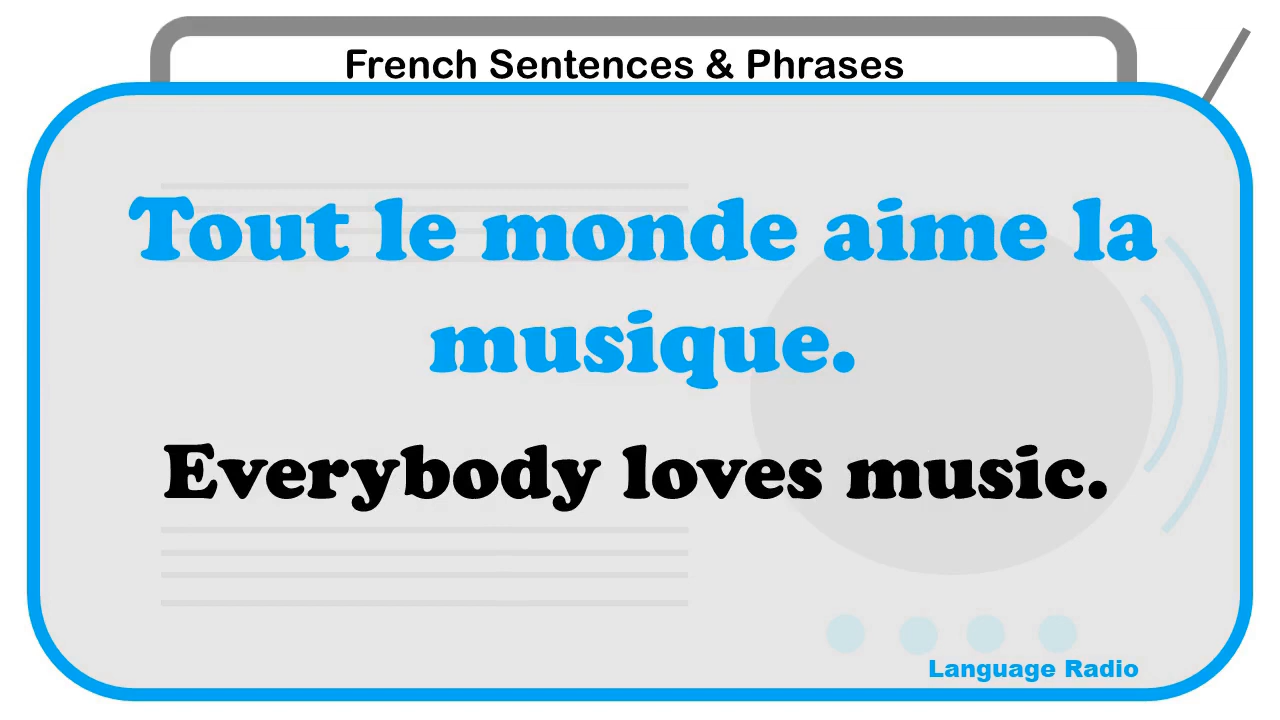 French Sentences & Phrases
Tout le monde aime la
musique.
Everybody loves music.
Language Radio